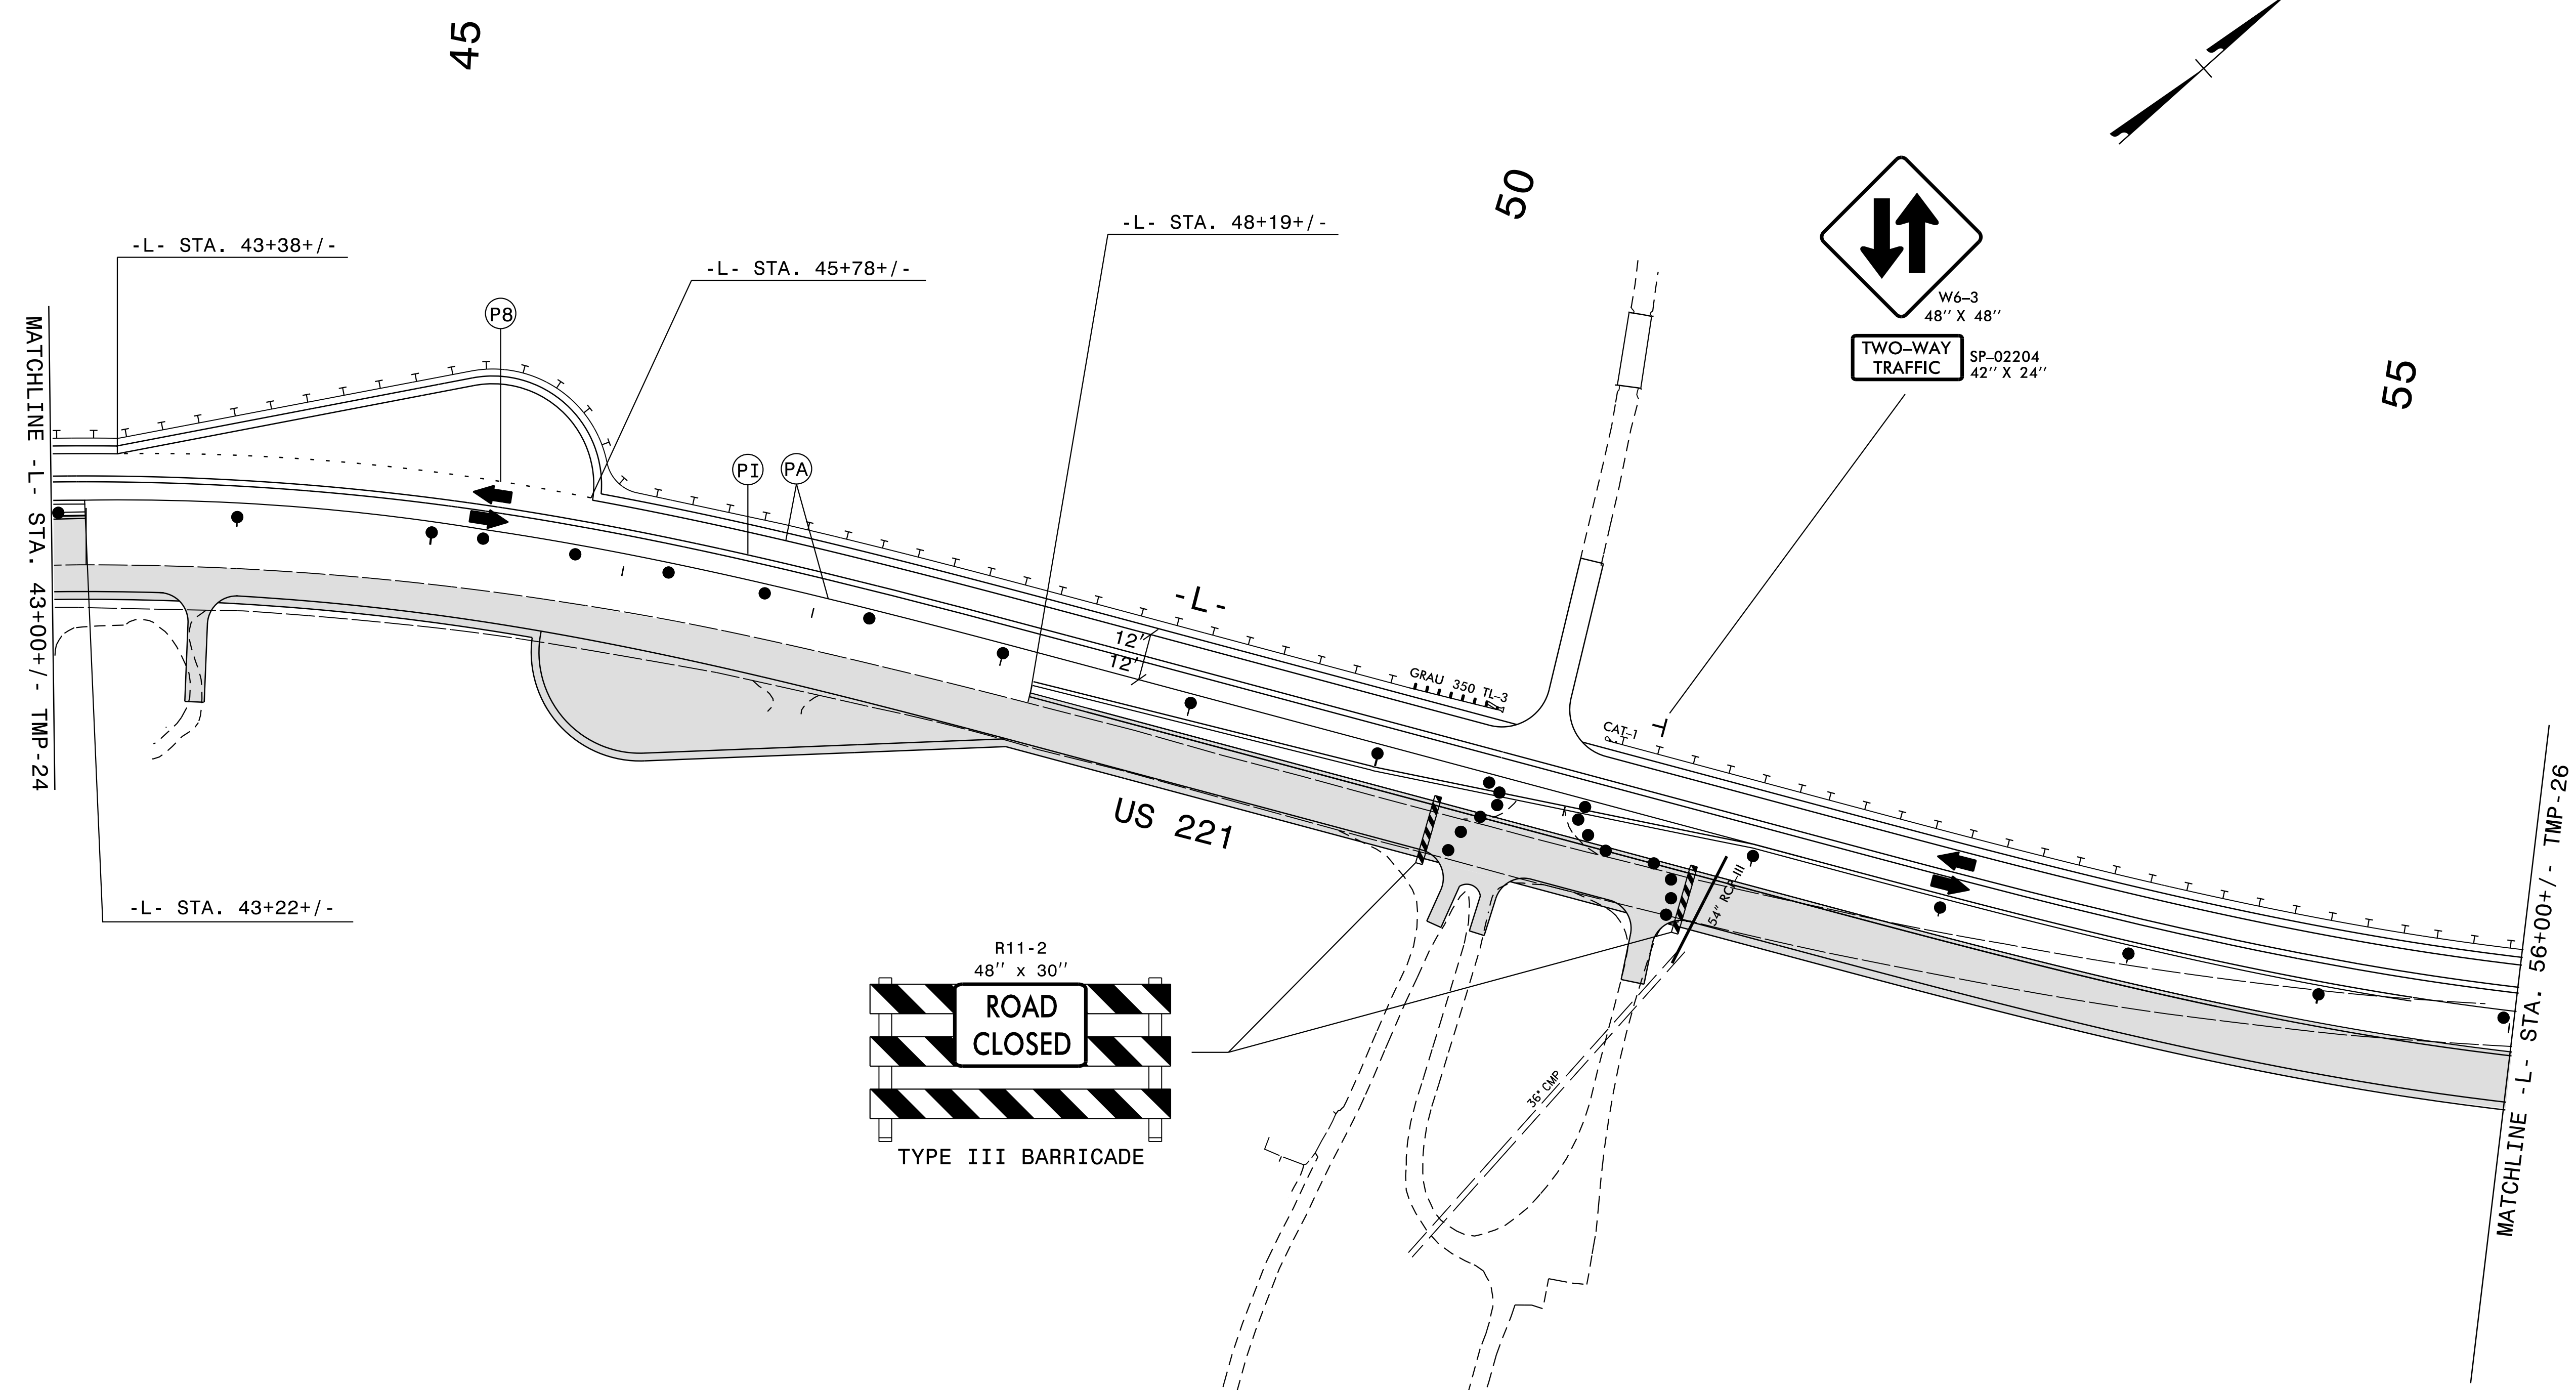 45
50
55
-L- STA. 43+38+/-
-L- STA. 48+19+/-
-L- STA. 45+78+/-
P8
PI
PA
W6-3
48'' X 48''
TWO-WAY
TRAFFIC
SP-02204
42'' X 24''
MATCHLINE -L- STA. 43+00+/- TMP-24
-L-
12'
12'
GRAU 350 TL-3
CAT-1
US 221
54" RCP-III
-L- STA. 43+22+/-
R11-2
48'' x 30''
ROAD
CLOSED
TYPE III BARRICADE
36" CMP
MATCHLINE -L- STA. 56+00+/- TMP-26